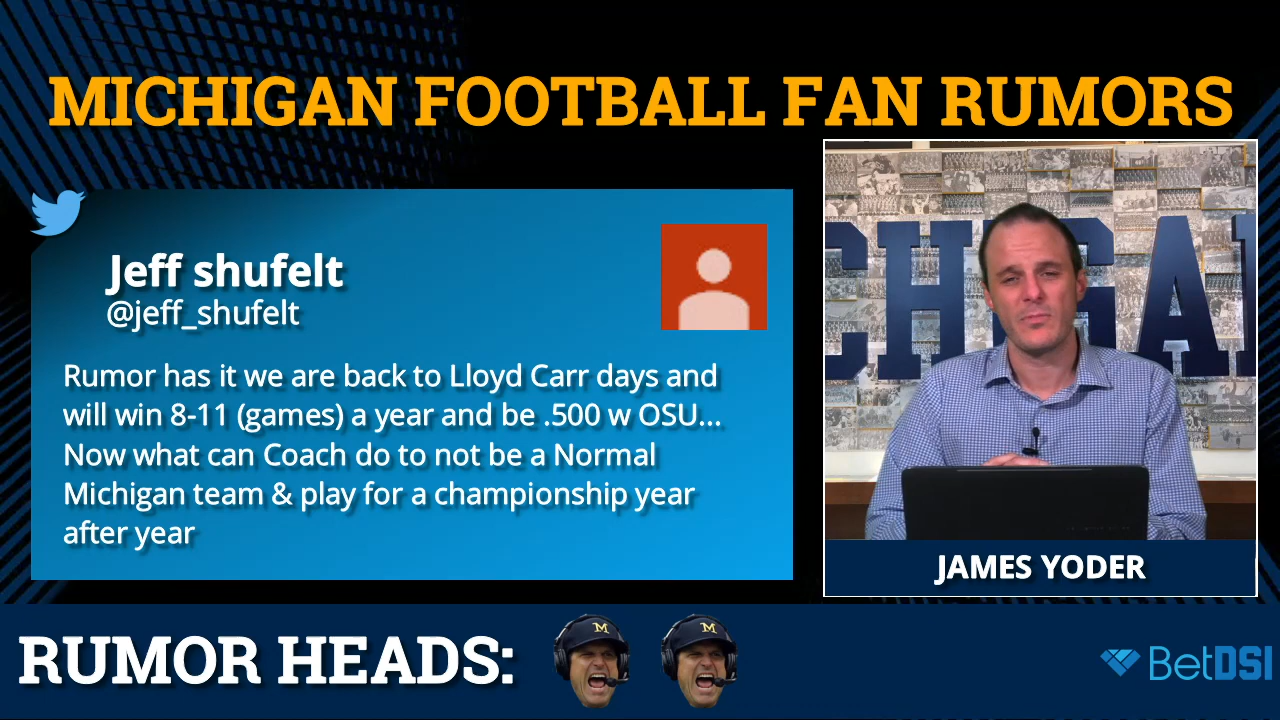 MICHIGAN FOOTBALL FAN RUMORS
Jeff shufelt
@jeff_shufelt
Rumor has it we are back to Lloyd Carr days and
will win 8-11 (games) a year and be .500 w OSU...
Now what can Coach do to not be a Normal
Michigan team & play for a championship year
after year
CHIGAN
JAMES YODER
RUMOR HEADS:
M
M
BetDSI